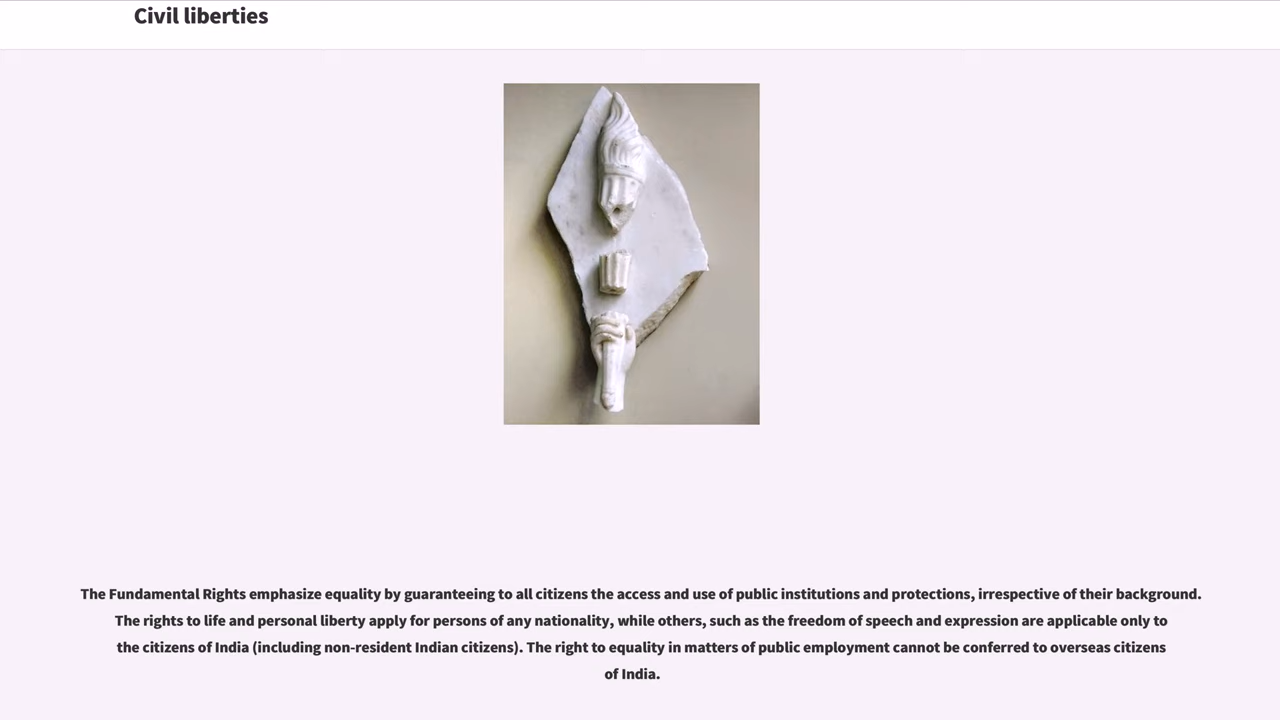 Civil liberties
The Fundamental Rights emphasize equality by guaranteeing to all citizens the access and use of public institutions and protections, irrespective of their background.
The rights to life and personal liberty apply for persons of any nationality, while others, such as the freedom of speech and expression are applicable only to
the citizens of India (including non-resident Indian citizens). The right to equality in matters of public employment cannot be conferred to overseas citizens
of India.